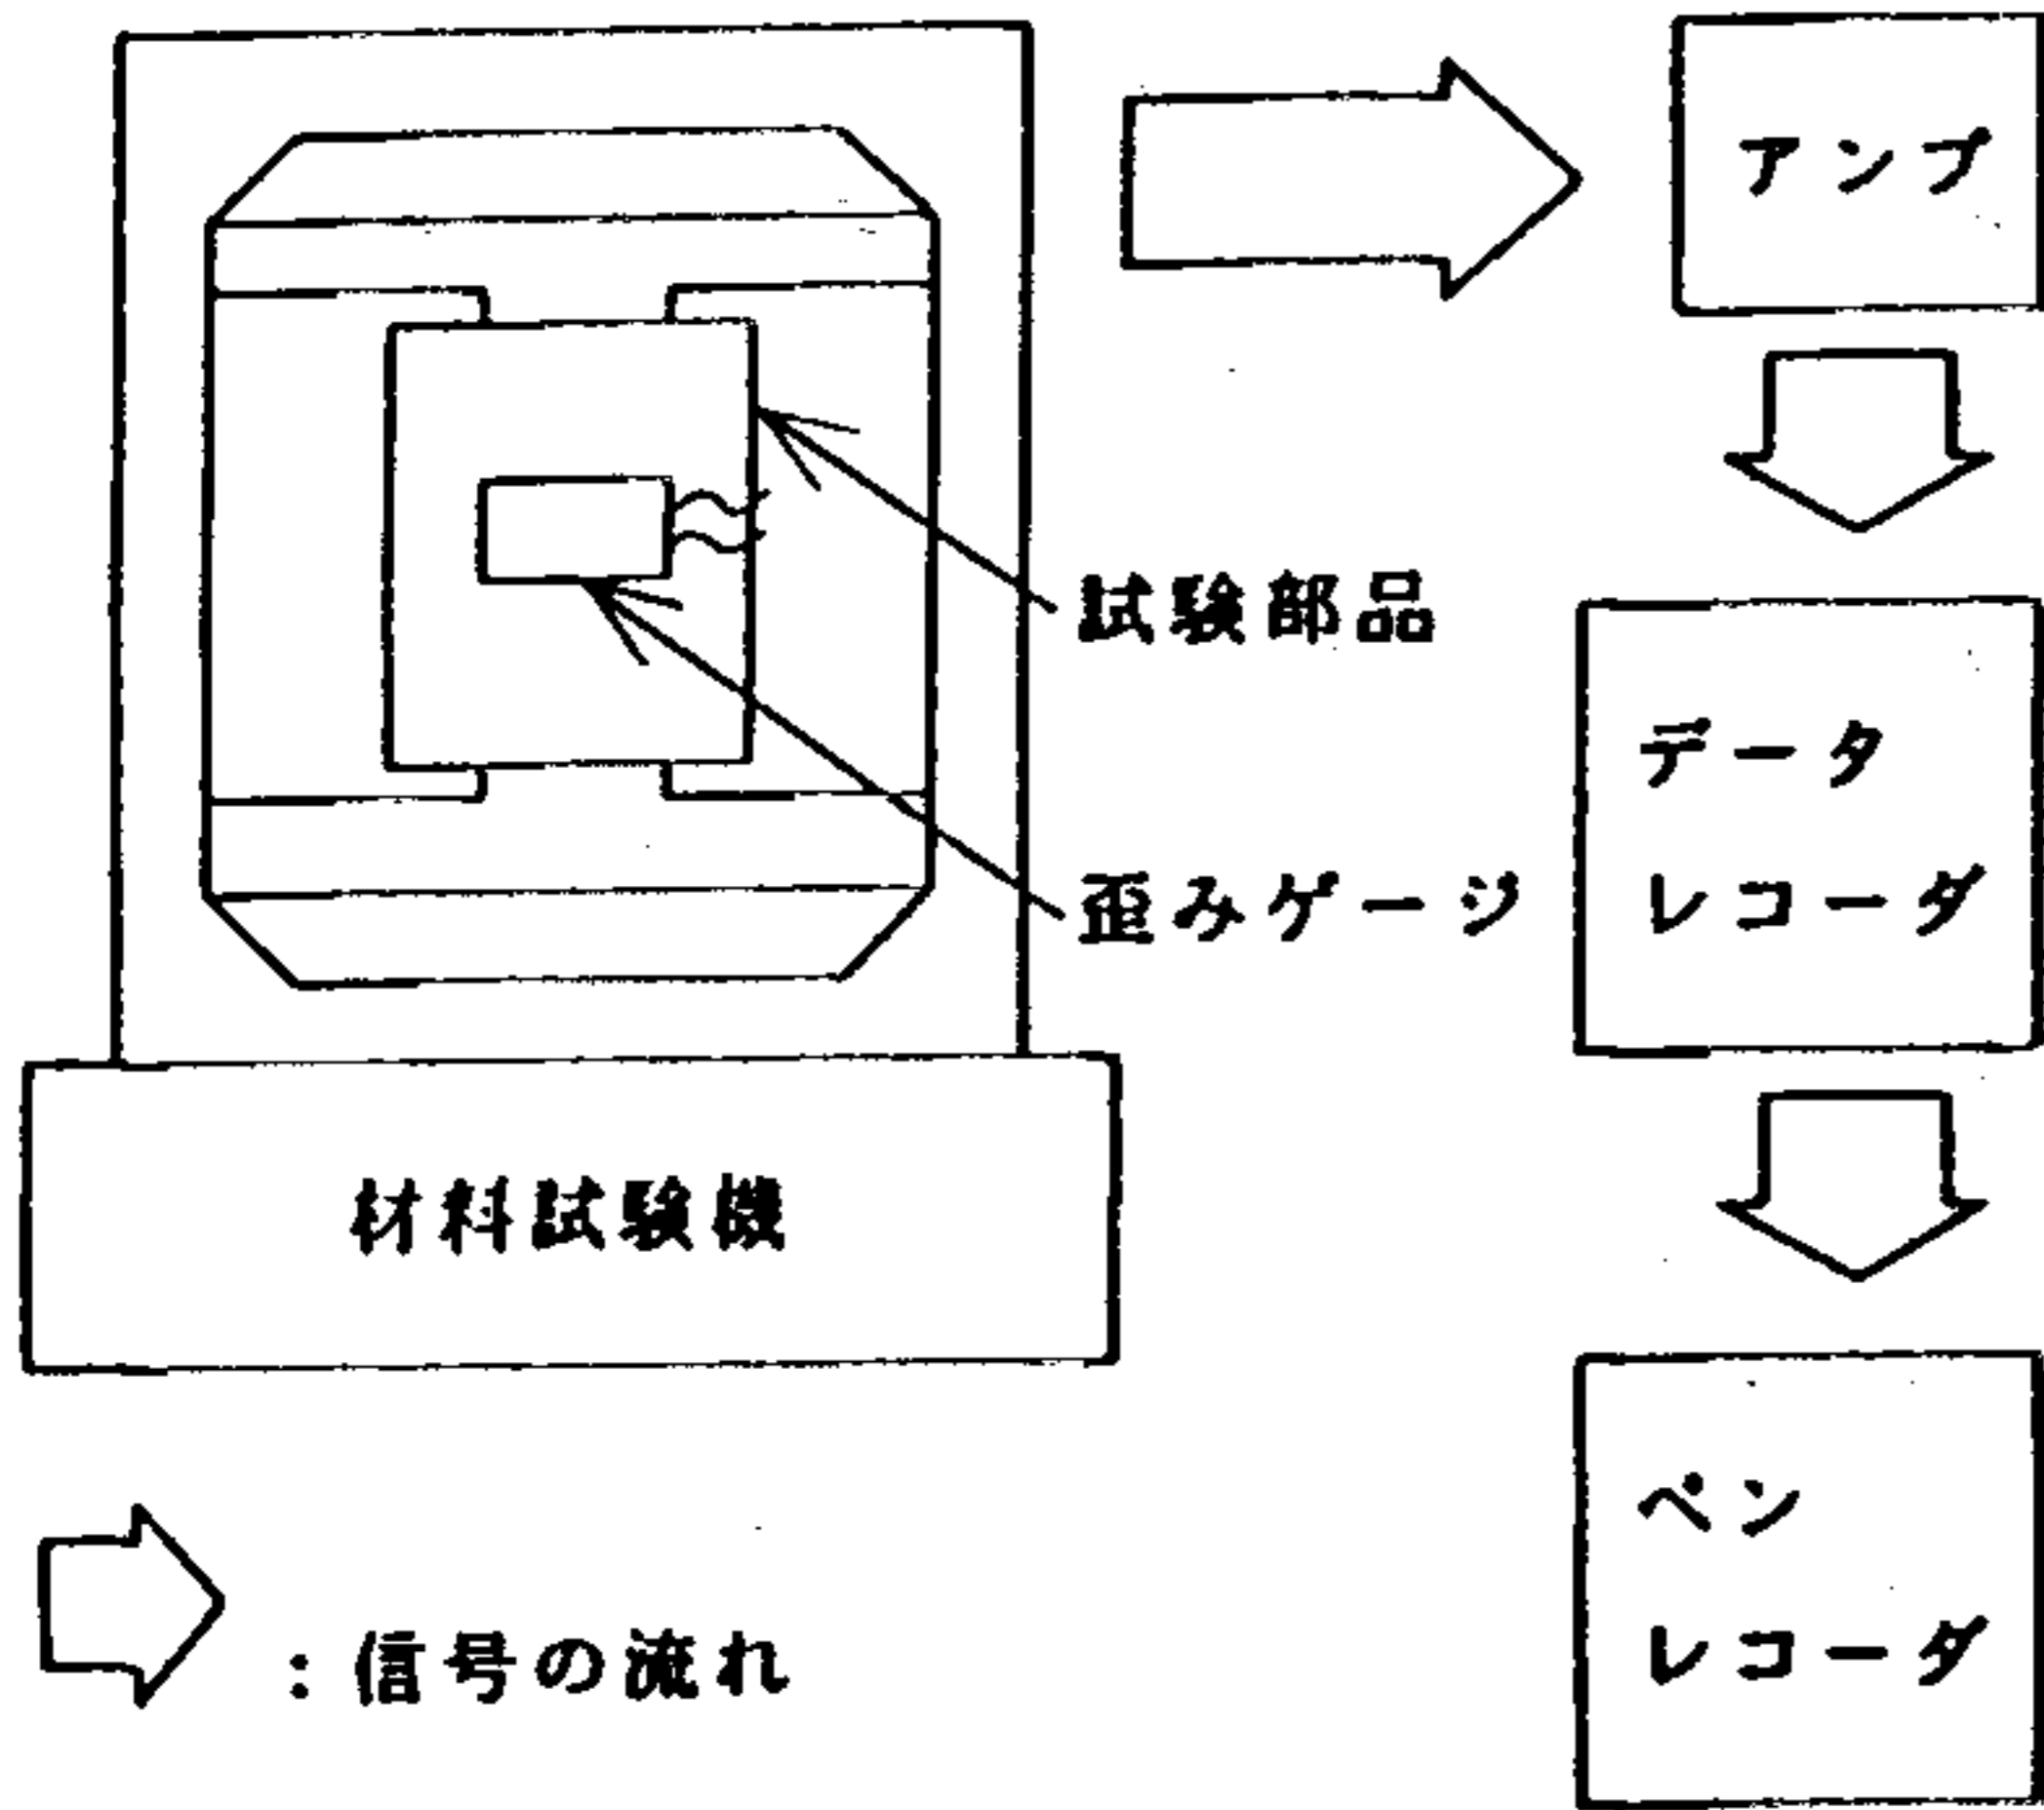 アンプ
試験部品
データ
レコーダ
歪みゲージ
材料試験機
ペン
レコーダ
:信号の流れ